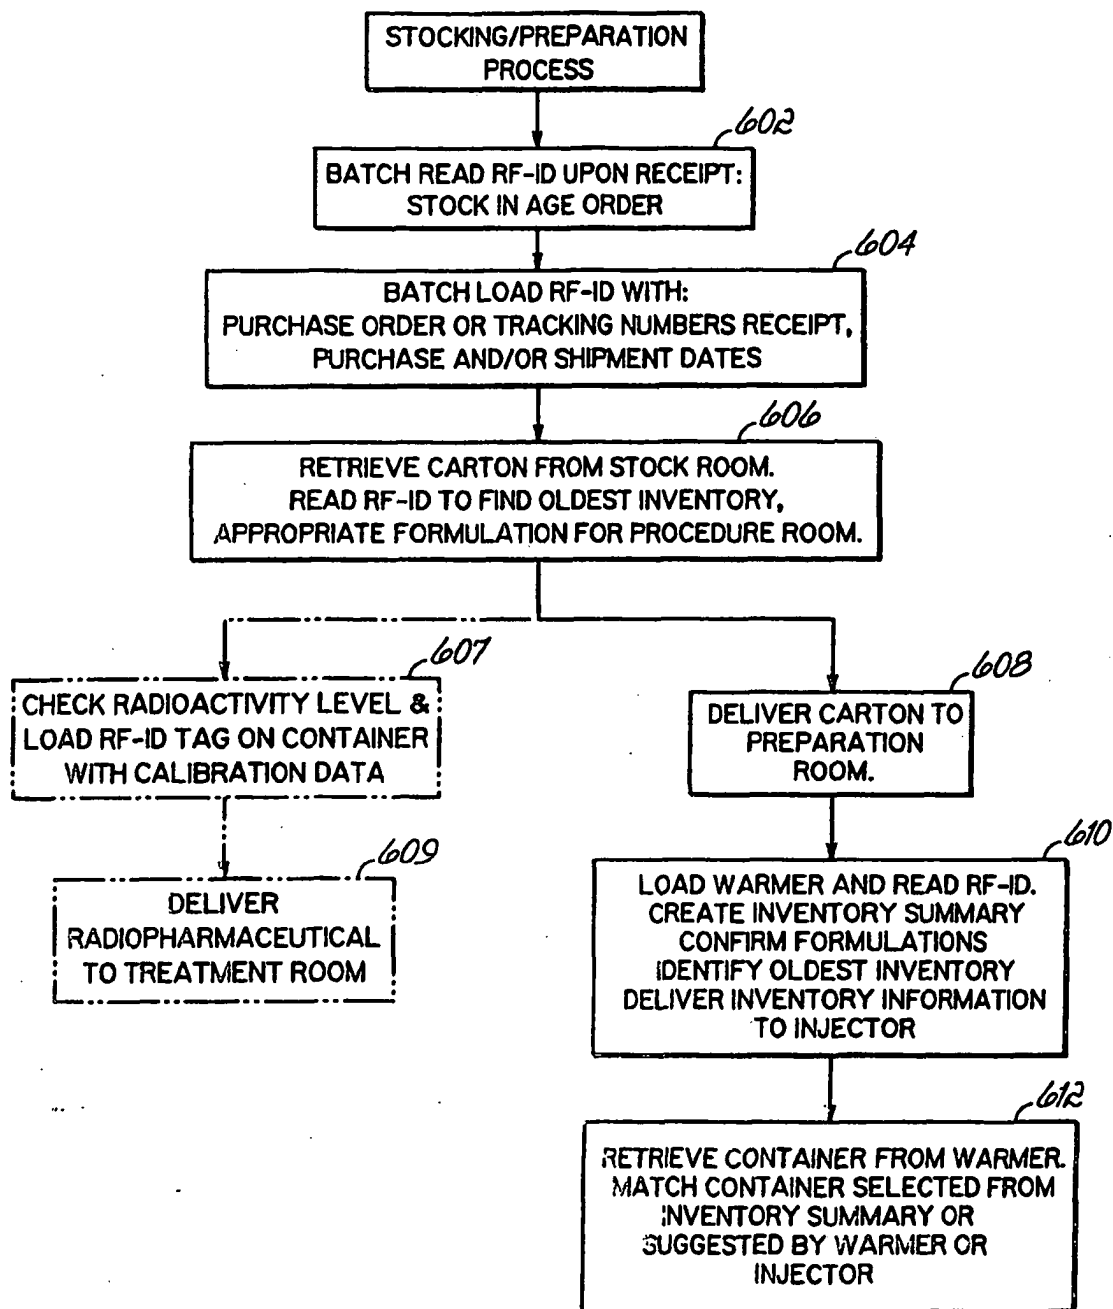 STOCKING/PREPARATION
PROCESS
602
BATCH READ RF-ID UPON RECEIPT:
STOCK IN AGE ORDER
604
BATCH LOAD RF-ID WITH:
PURCHASE ORDER OR TRACKING NUMBERS RECEIPT,
PURCHASE AND/OR SHIPMENT DATES
606
RETRIEVE CARTON FROM STOCK ROOM.
READ RF-ID TO FIND OLDEST INVENTORY,
APPROPRIATE FORMULATION FOR PROCEDURE ROOM.
607
CHECK RADIOACTIVITY LEVEL &
LOAD RF-ID TAG ON CONTAINER
WITH CALIBRATION DATA
608
DELIVER CARTON TO
PREPARATION
ROOM.
609
DELIVER
RADIOPHARMACEUTICAL
TO TREATMENT ROOM
610
LOAD WARMER AND READ RF-ID.
CREATE INVENTORY SUMMARY
CONFIRM FORMULATIONS
IDENTIFY OLDEST INVENTORY
DELIVER INVENTORY INFORMATION
TO INJECTOR
612
RETRIEVE CONTAINER FROM WARMER.
MATCH CONTAINER SELECTED FROM
INVENTORY SUMMARY OR
SUGGESTED BY WARMER OR
INJECTOR